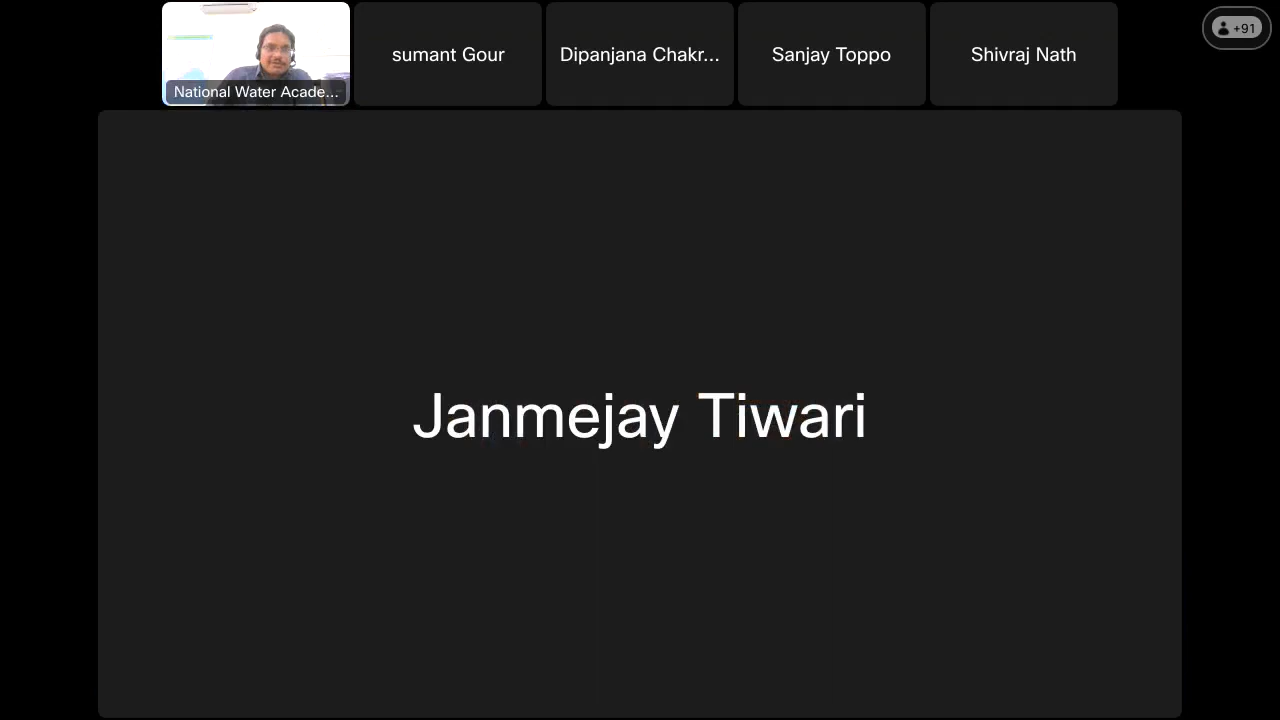 sumant Gour
Dipanjana Chakr...
Sanjay Toppo
Shivraj Nath
+91
National Water Acade...
Janmejay Tiwari